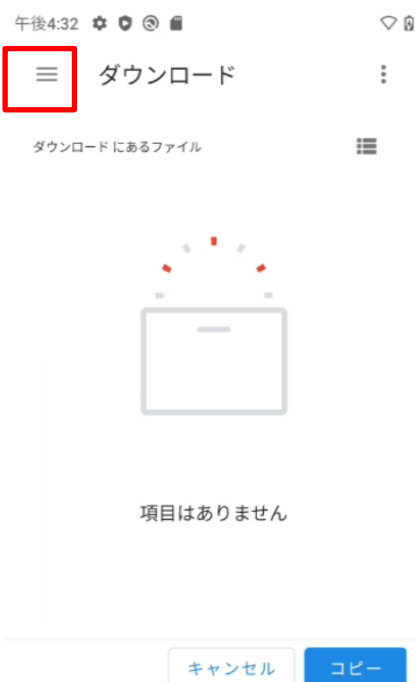 午後4:32
ダウンロード
ダウンロード にあるファイル
項目はありません
キャンセル
コピー